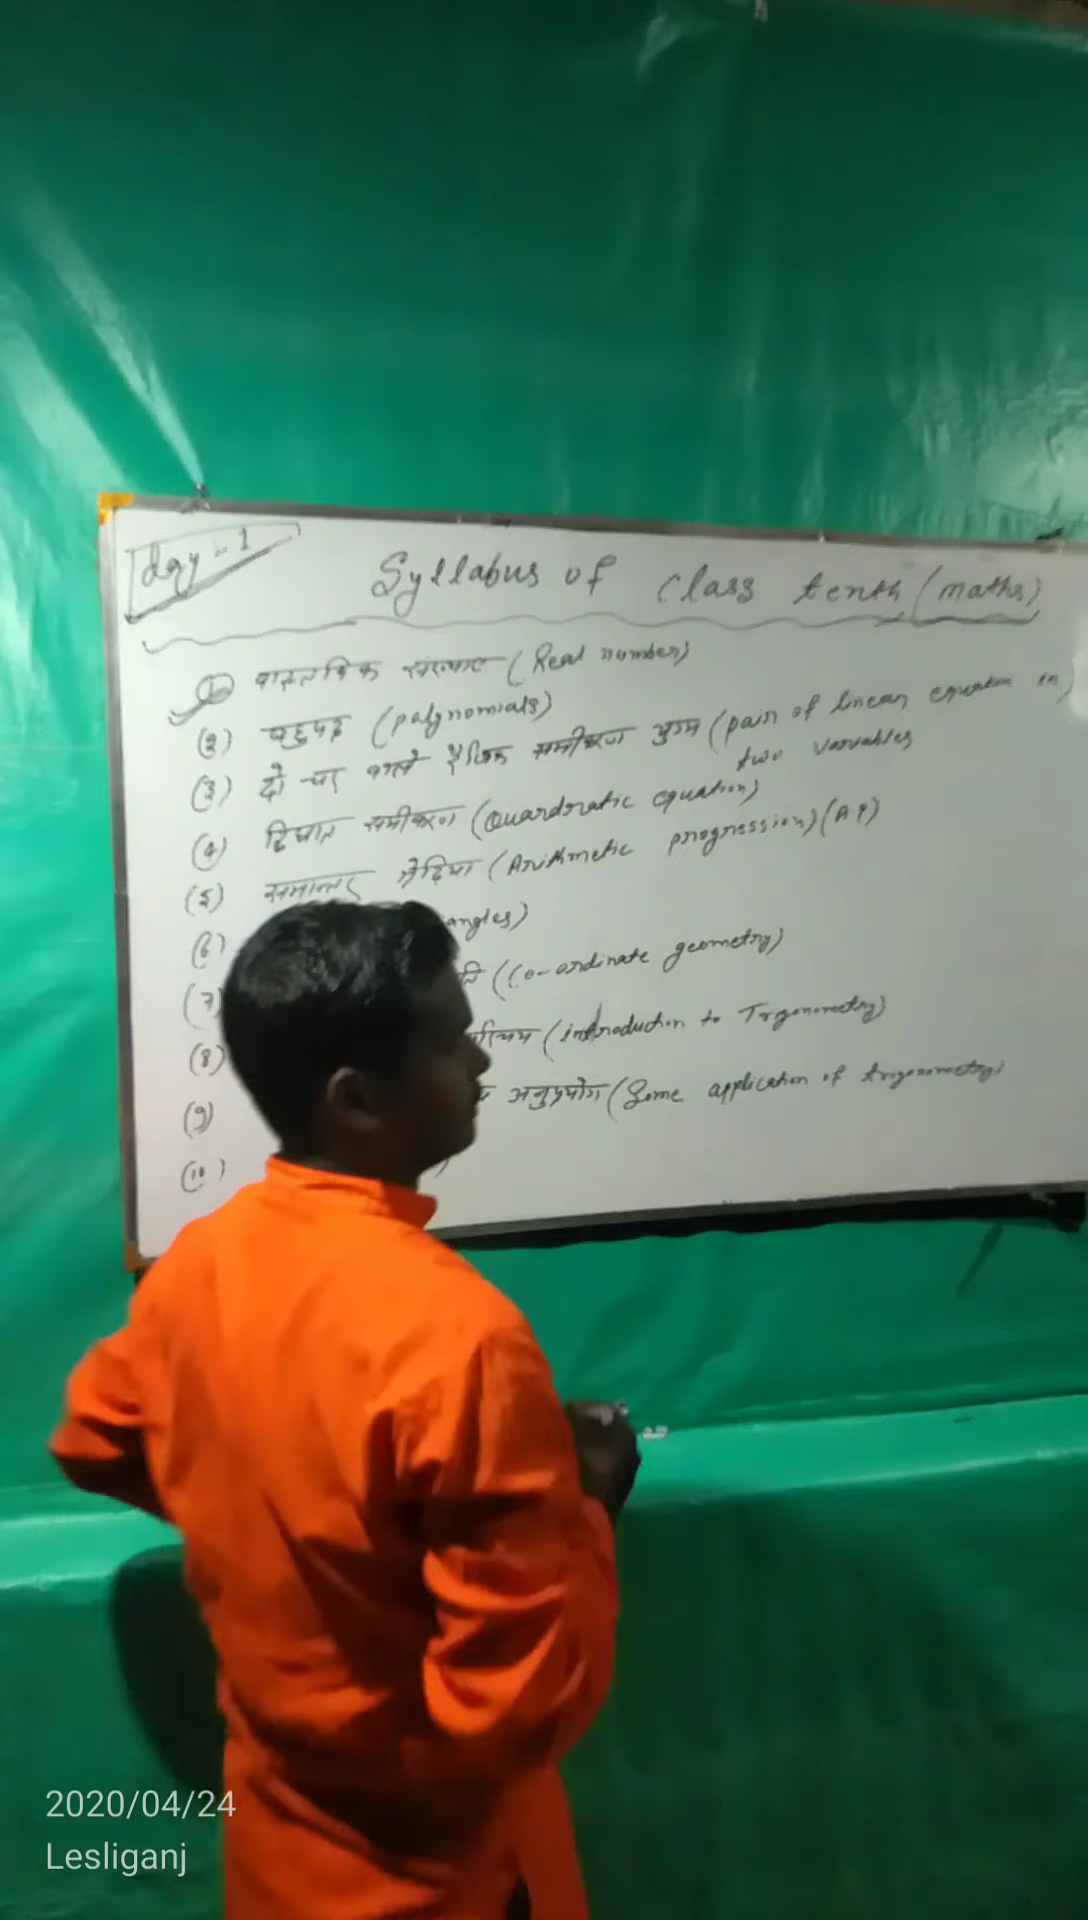 Day - 1
Syllabus of Class tenth (maths)
(1) वास्तविक संख्याएं (Real number)
(2) बहुपद (polynomials)
(3) दो चर वाले रैखिक समीकरण युग्म (pair of linear equation in
two variables
(4) द्विघात समीकरण (Quardratic equation)
(5) समान्तर श्रेढ़िया (Arithmetic progression) (AP)
(6) angles)
(7) ति (Co-ordinate geometry)
(8) परिचय (introduction to Trigonometry)
(9) अनुप्रयोग (Some application of trigonometry)
(10)
2020/04/24
Lesliganj